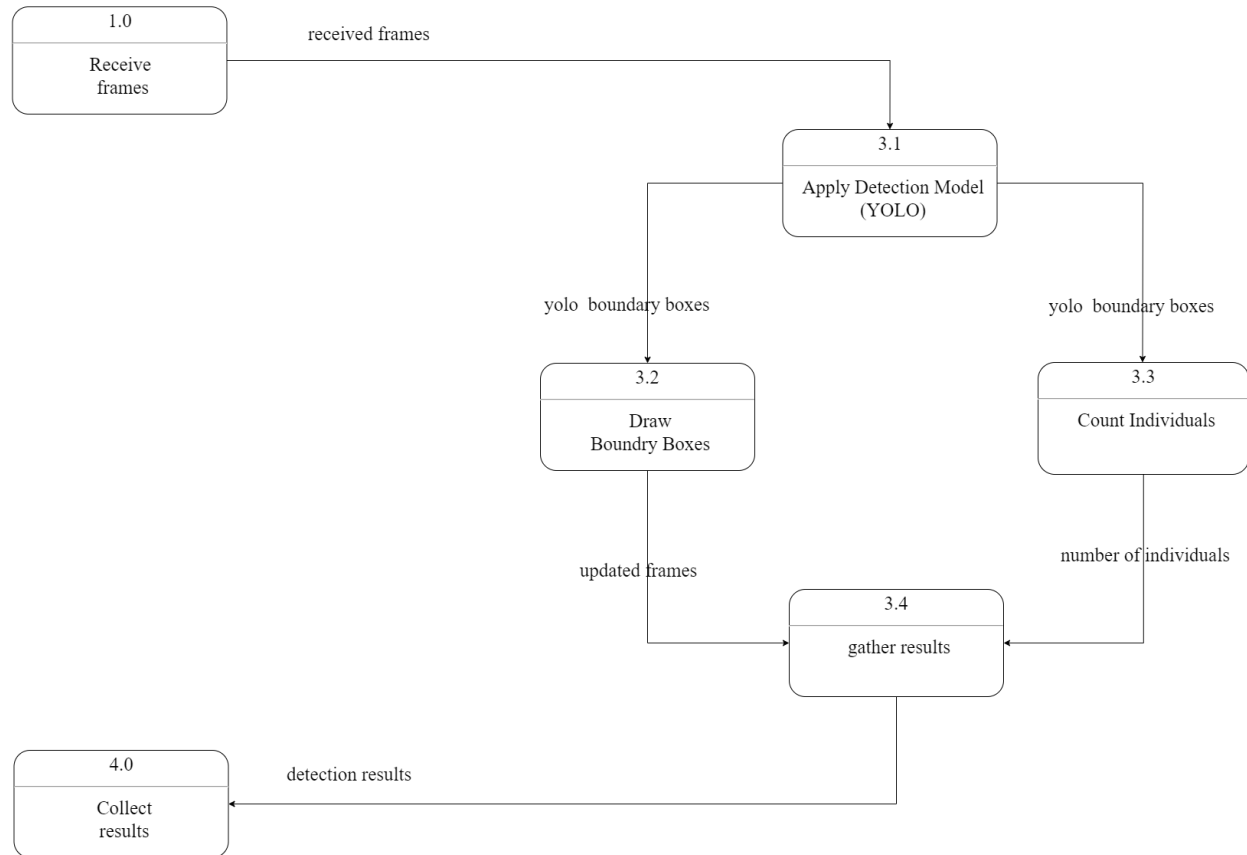 1.0
Receive
frames
received frames
3.1
Apply Detection Model
(YOLO)
yolo  boundary boxes
yolo  boundary boxes
3.2
Draw
Boundry Boxes
3.3
Count Individuals
updated frames
number of individuals
3.4
gather results
detection results
4.0
Collect
results